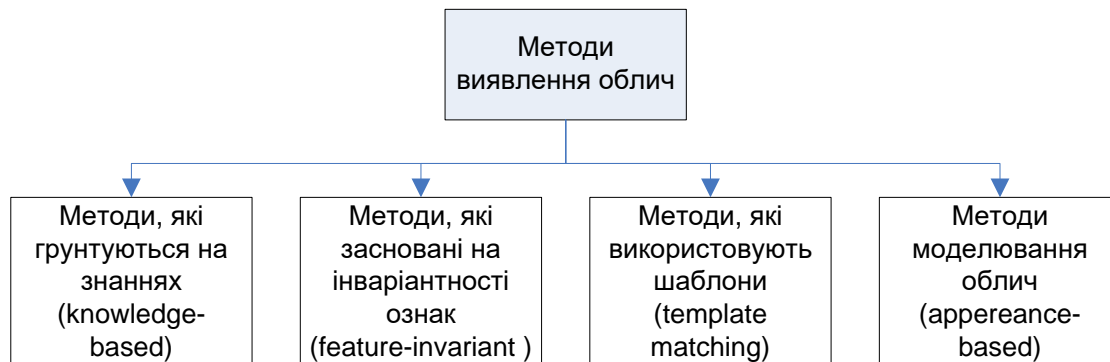 Методи
виявлення облич
Методи, які
грунтуються на
знаннях
(knowledge-
based)
Методи, які
засновані на
інваріантності
ознак
(feature-invariant )
Методи, які
використовують
шаблони
(template
matching)
Методи
моделювання
облич
(appereance-
based)